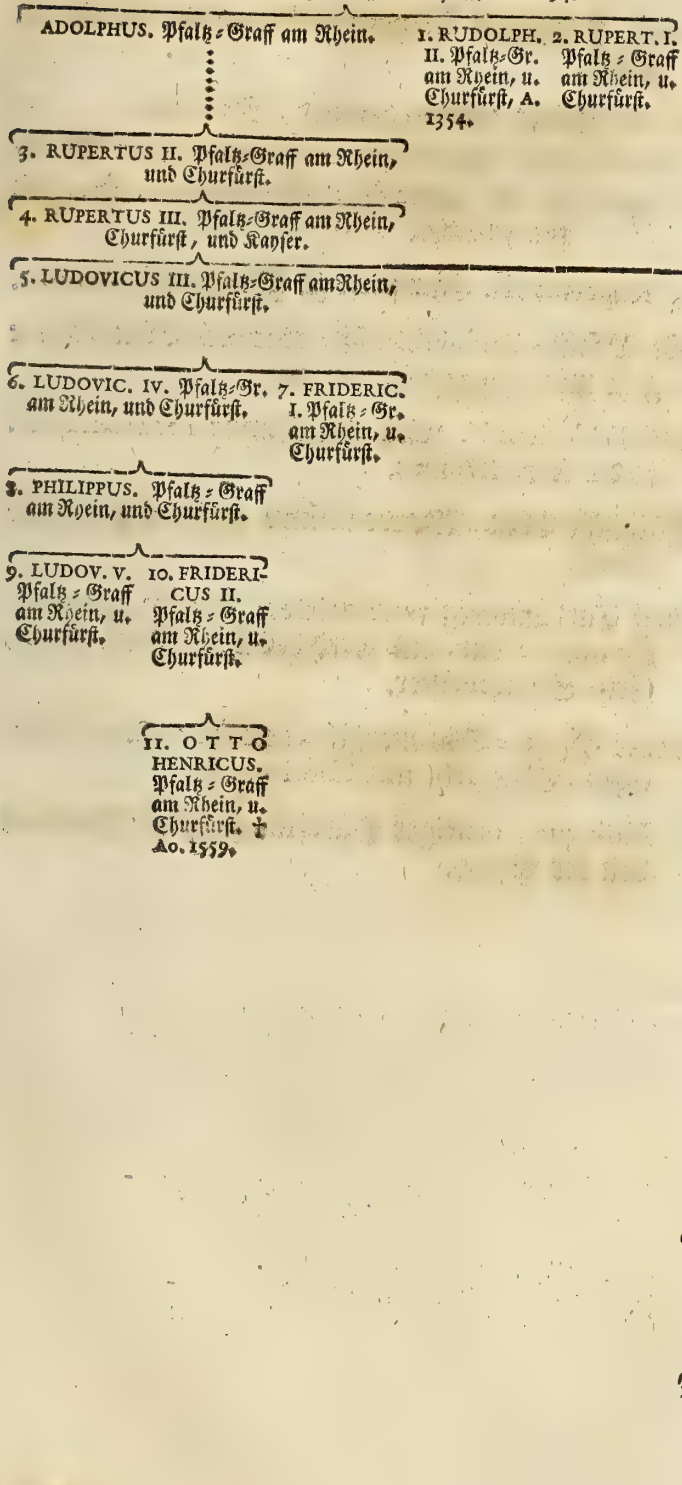 ADOLPHUS. Pfaltz-Graff am Rhein.
1. RUDOLPH.
II. Pfaltz-Gr.
am Rhein, u.
Churfürst, A.
1354.
2. RUPERT. I.
Pfaltz-Graff
am Rhein, u.
Churfürst.
3. RUPERTUS II. Pfaltz-Graff am Rhein,
und Churfürst.
4. RUPERTUS III. Pfaltz-Graff am Rhein,
Churfürst, und Kayser.
5. LUDOVICUS III. Pfaltz-Graff am Rhein,
und Churfürst.
6. LUDOVIC. IV. Pfaltz-Gr.
am Rhein, und Churfürst.
7. FRIDERIC.
I. Pfaltz-Gr.
am Rhein, u.
Churfürst.
8. PHILIPPUS. Pfaltz-Graff
am Rhein, und Churfürst.
9. LUDOV. V.
Pfaltz-Graff
am Rhein, u.
Churfürst.
10. FRIDERI-
CUS II.
Pfaltz-Graff
am Rhein, u.
Churfürst.
11. OTTO
HENRICUS.
Pfaltz-Graff
am Rhein, u.
Churfürst. †
Ao. 1559.